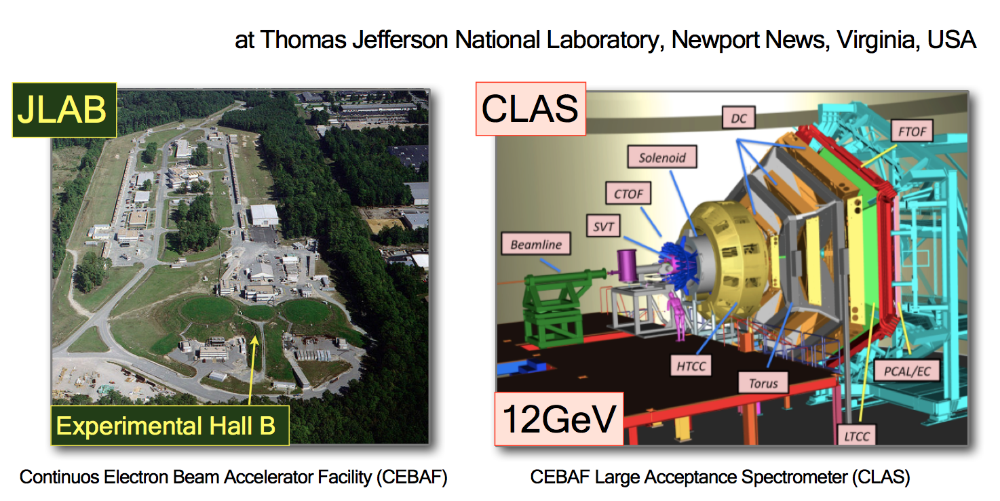 at Thomas Jefferson National Laboratory, Newport News, Virginia, USA
JLAB
Experimental Hall B
Continuos Electron Beam Accelerator Facility (CEBAF)
CLAS
DC
FTOF
Solenoid
CTOF
SVT
Beamline
HTCC
Torus
PCAL/EC
LTCC
12GeV
CEBAF Large Acceptance Spectrometer (CLAS)